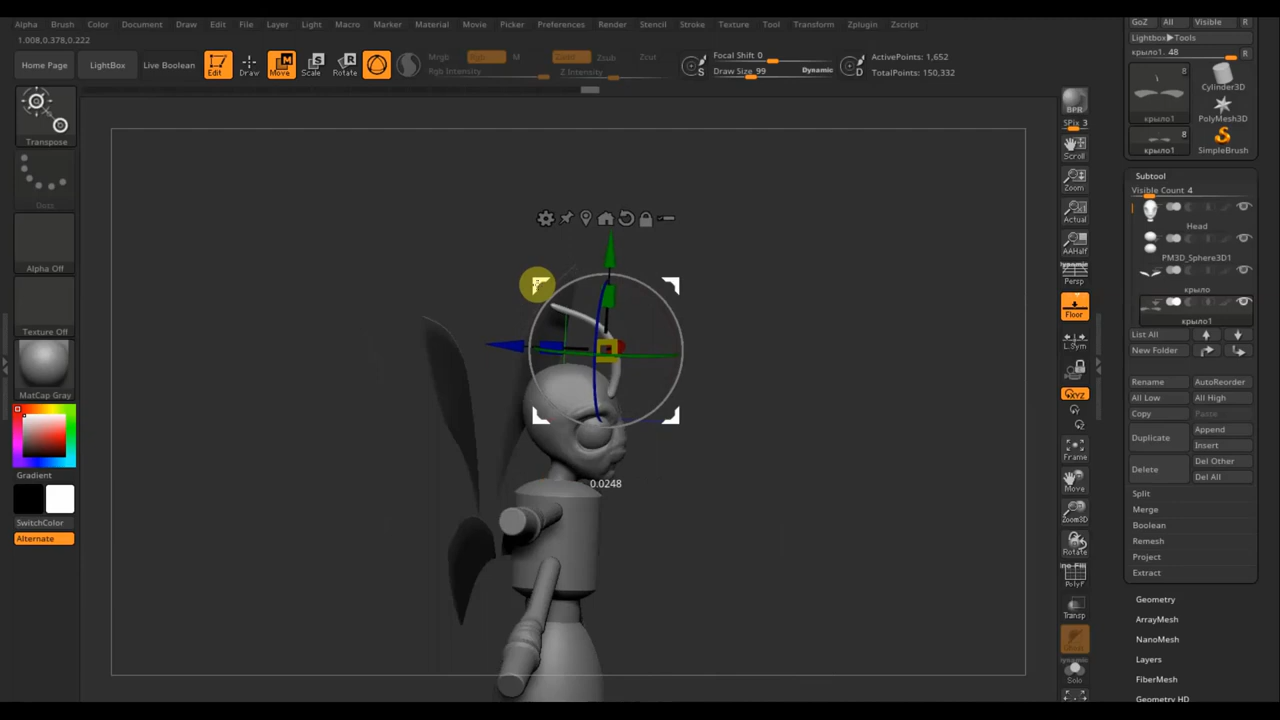 Alpha Brush Color Document Draw Edit File Layer Light Macro Marker Material Movie Picker Preferences Render Stencil Stroke Texture Tool Transform Zplugin Zscript
GoZ All Visible R
1.008,0.378,0.222
Lightbox▶Tools
крыло1. 48 R
Home Page LightBox Live Boolean Edit Draw Move Scale Rotate
Mrgb Rgb M Zadd Zsub Zcut
Rgb Intensity Z Intensity
S Focal Shift 0
Draw Size 99 Dynamic D
ActivePoints: 1,652
TotalPoints: 150,332
8
Cylinder3D
крыло1 PolyMesh3D
8
крыло1 SimpleBrush
Transpose
Dots
Alpha Off
Texture Off
MatCap Gray
Gradient
SwitchColor
Alternate
0.0248
BPR
SPix 3
Scroll
Zoom
Actual
AAHalf
Dynamic
Persp
Floor
L.Sym
XYZ
Frame
Move
Zoom3D
Rotate
PolyF
Transp
Dynamic
Solo
Subtool
Visible Count 4
Head
PM3D_Sphere3D1
крыло
крыло1
List All
New Folder
Rename AutoReorder
All Low All High
Copy Paste
Duplicate Append
Insert
Delete Del Other
Del All
Split
Merge
Boolean
Remesh
Project
Extract
Geometry
ArrayMesh
NanoMesh
Layers
FiberMesh
Geometry HD